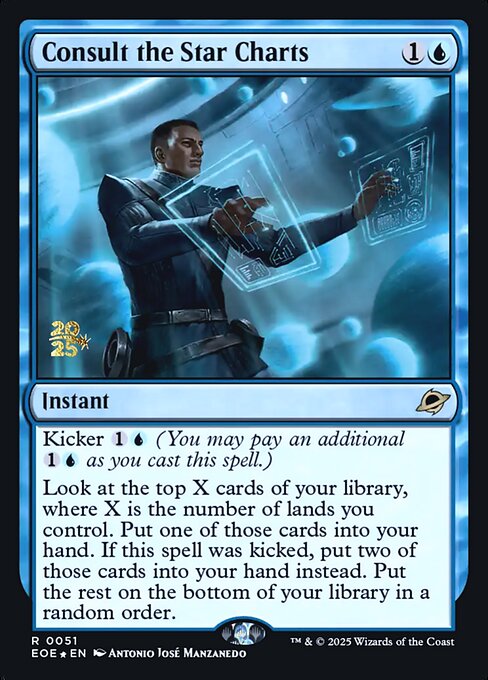 Consult the Star Charts 1
20
25
Instant
Kicker 1 (You may pay an additional
1 as you cast this spell.)
Look at the top X cards of your library,
where X is the number of lands you
control. Put one of those cards into your
hand. If this spell was kicked, put two of
those cards into your hand instead. Put
the rest on the bottom of your library in a
random order.
R 0051
EOE★EN Antonio José Manzanedo
™ & © 2025 Wizards of the Coast